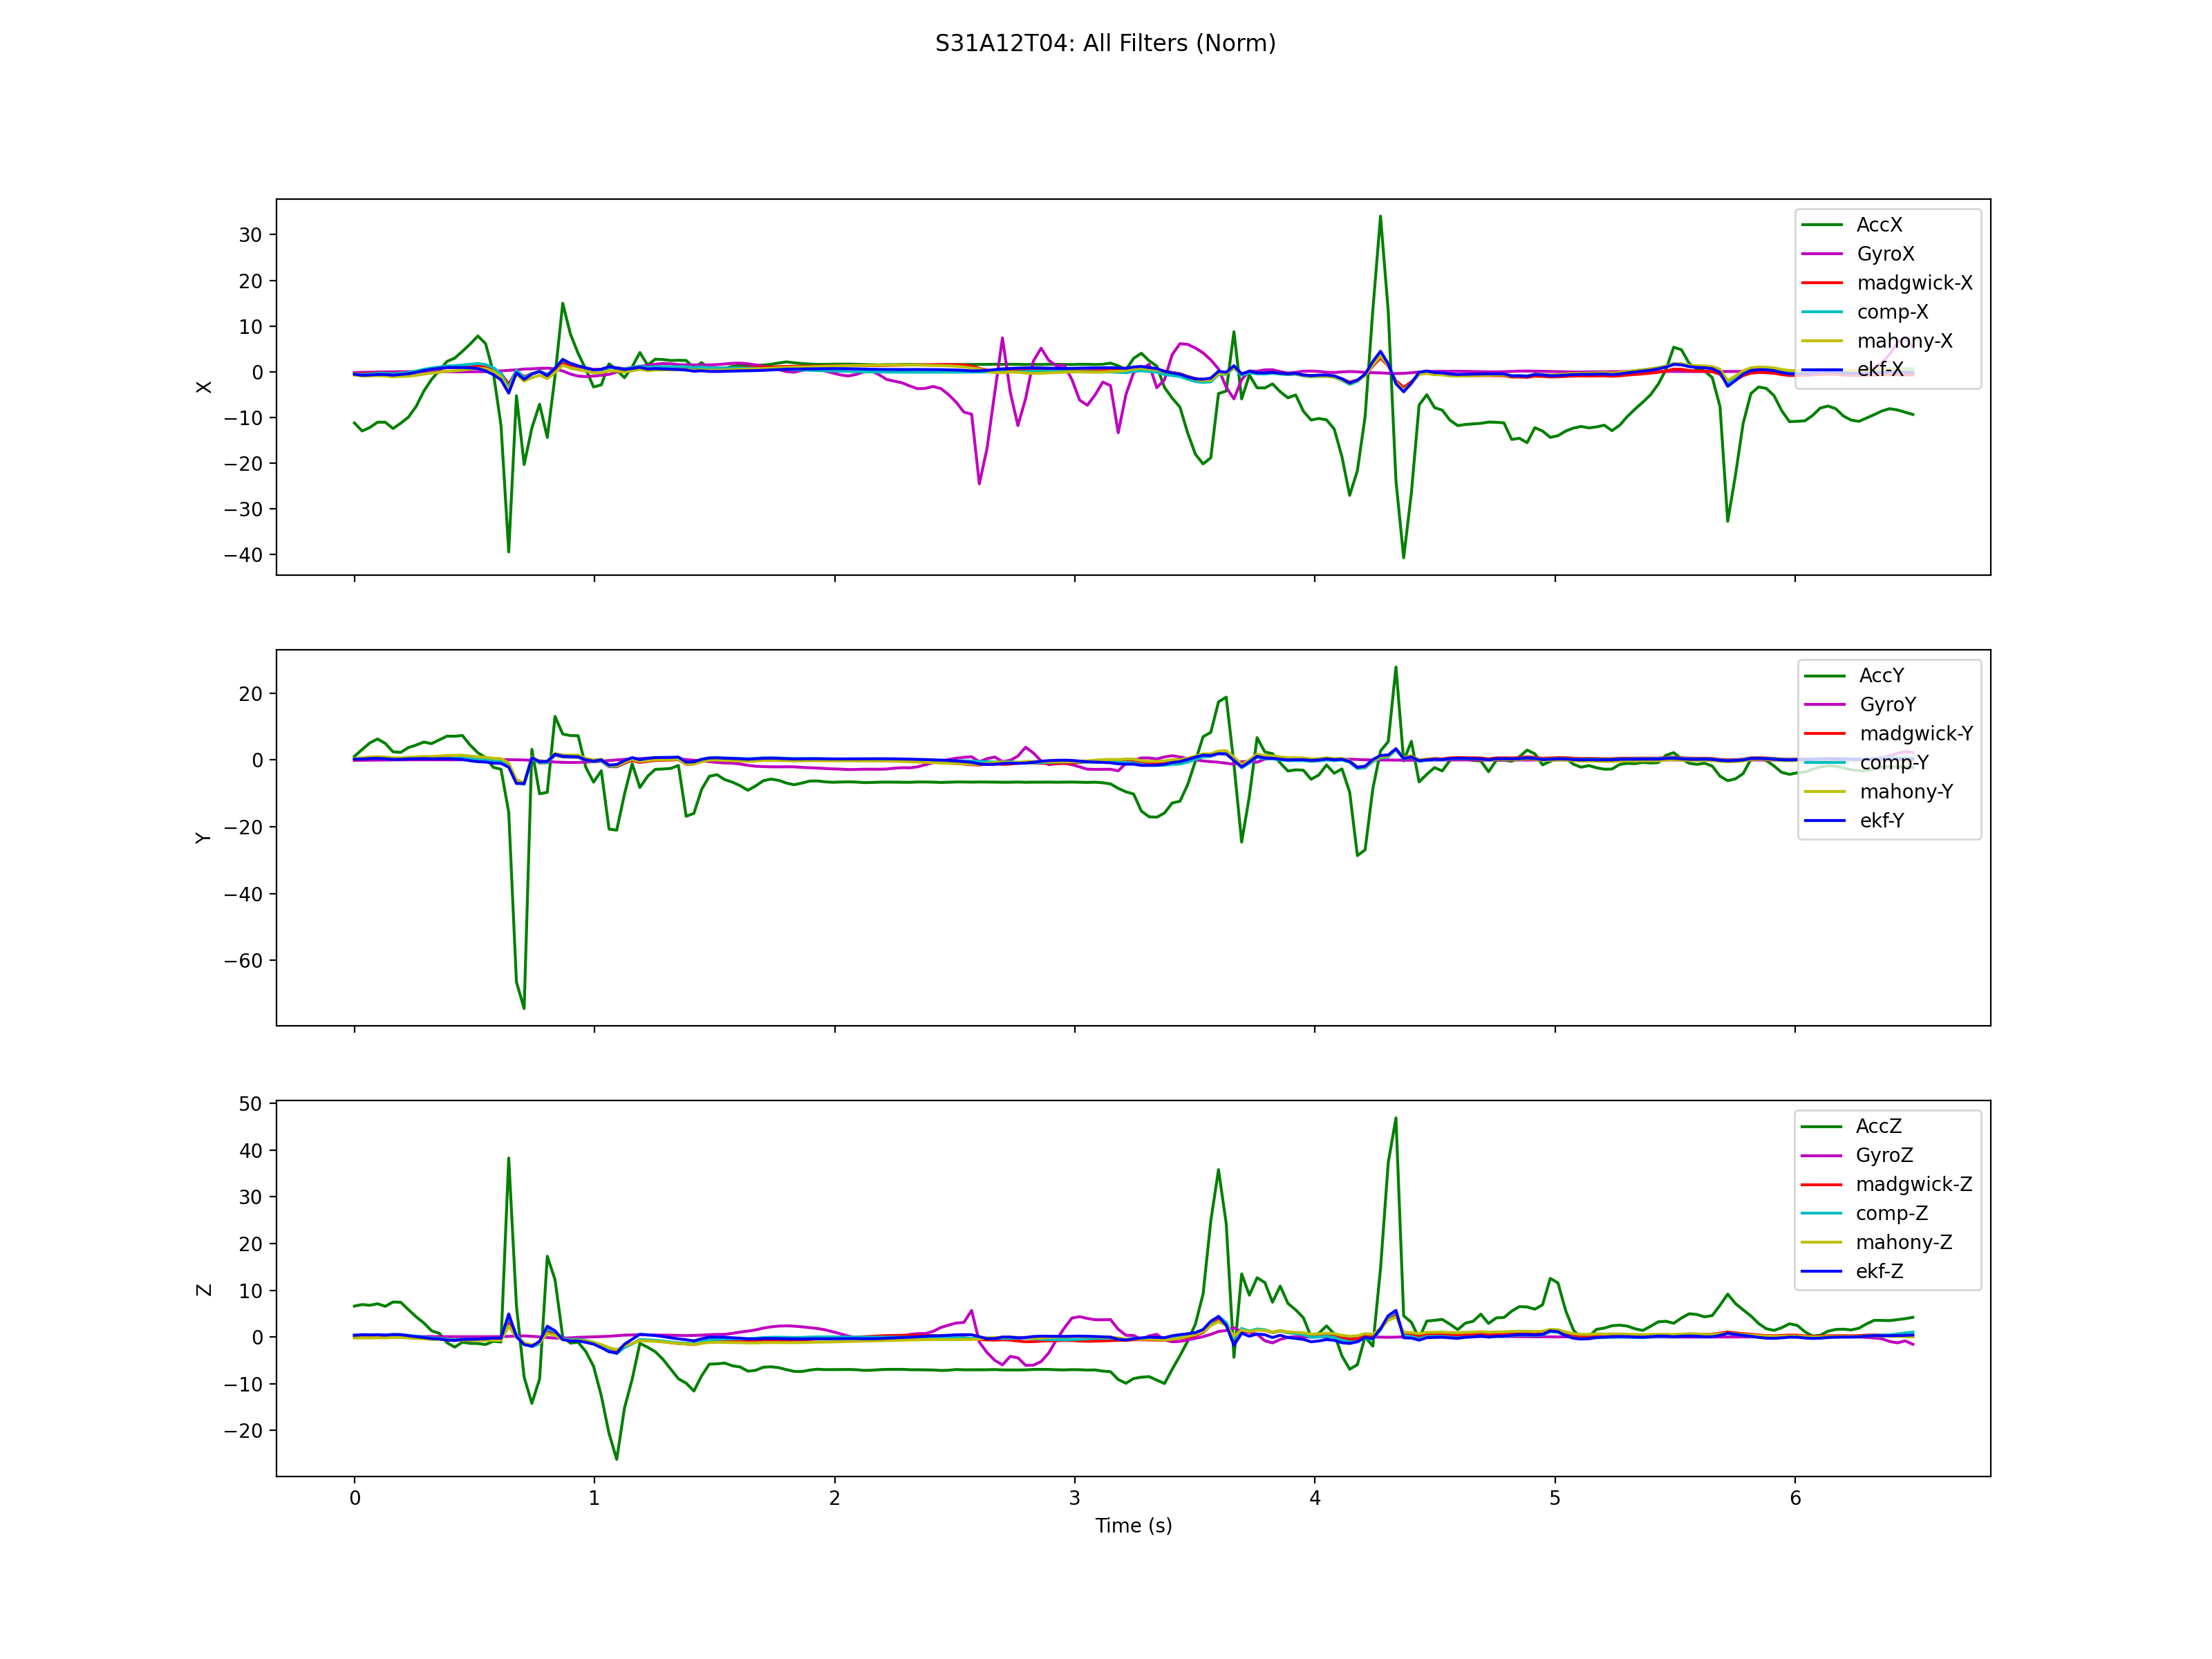 S31A12T04: All Filters (Norm)
30
20
10
0
−10
−20
−30
−40
X
AccX
GyroX
madgwick-X
comp-X
mahony-X
ekf-X
20
0
−20
−40
−60
Y
AccY
GyroY
madgwick-Y
comp-Y
mahony-Y
ekf-Y
50
40
30
20
10
0
−10
−20
Z
AccZ
GyroZ
madgwick-Z
comp-Z
mahony-Z
ekf-Z
0 1 2 3 4 5 6
Time (s)